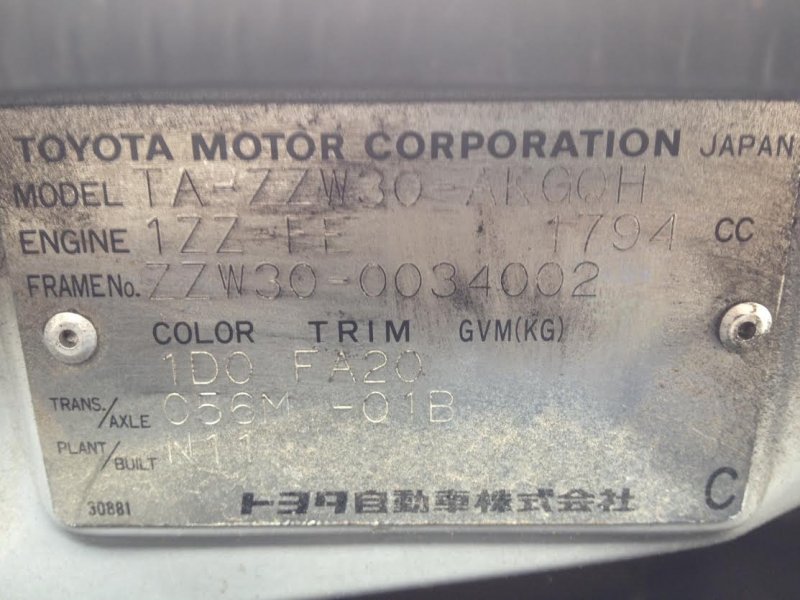 TOYOTA MOTOR CORPORATION JAPAN
MODEL TA-ZZW30-AKGQH
ENGINE 1ZZ-FE 1794 CC
FRAME No. ZZW30-0034002
COLOR TRIM GVM(KG)
1D0 FA20
TRANS./AXLE C56M -01B
PLANT/BUILT N11
30881 トヨタ自動車株式会社 C